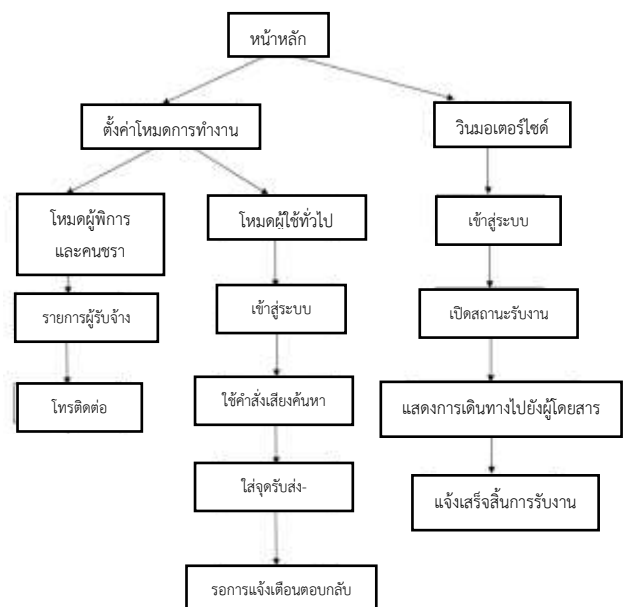 หน้าหลัก
ตั้งค่าโหมดการทำงาน
วินมอเตอร์ไซด์
โหมดผู้พิการ
และคนชรา
โหมดผู้ใช้ทั่วไป
เข้าสู่ระบบ
รายการผู้รับจ้าง
เข้าสู่ระบบ
เปิดสถานะรับงาน
โทรติดต่อ
ใช้คำสั่งเสียงค้นหา
แสดงการเดินทางไปยังผู้โดยสาร
ใส่จุดรับส่ง-
แจ้งเสร็จสิ้นการรับงาน
รอการแจ้งเตือนตอบกลับ